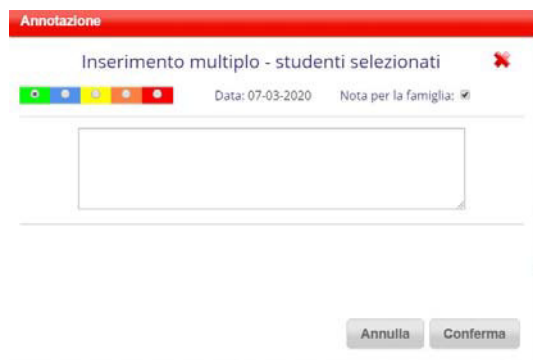 Annotazione
Inserimento multiplo - studenti selezionati
Data: 07-03-2020 Nota per la famiglia:
Annulla Conferma